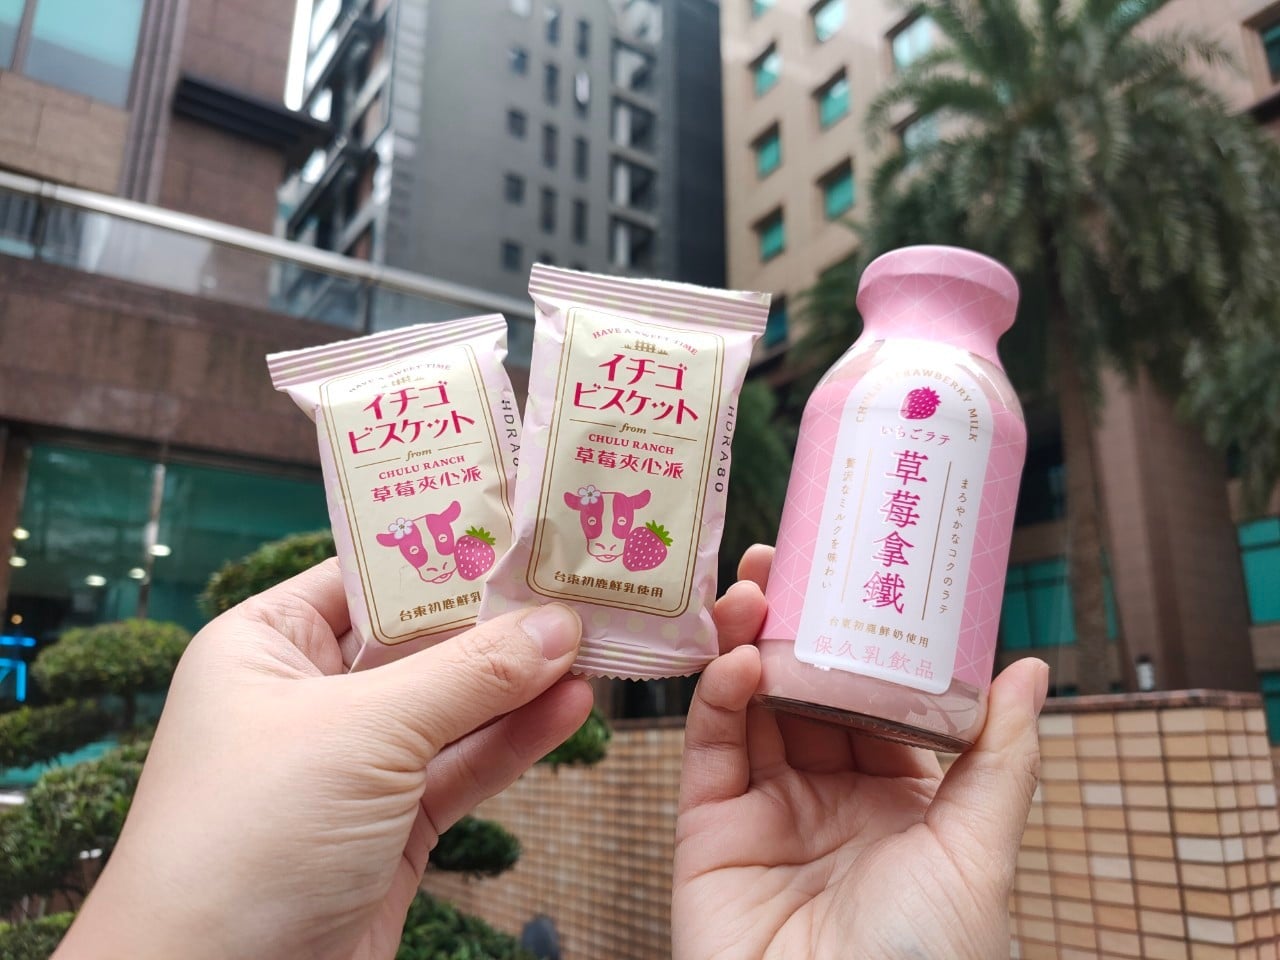 HAVE A SWEET TIME
イチゴ
ビスケット
from
CHULU RANCH
草莓夾心派
台東初鹿鮮乳
HDRA80
HAVE A SWEET TIME
イチゴ
ビスケット
from
CHULU RANCH
草莓夾心派
台東初鹿鮮乳使用
HDRA80
CHULU STRAWBERRY MILK
いちごラテ
まろやかなコクのラテ
草莓拿鐵
贅沢なミルクを味わい
台東初鹿鮮奶使用
保久乳飲品